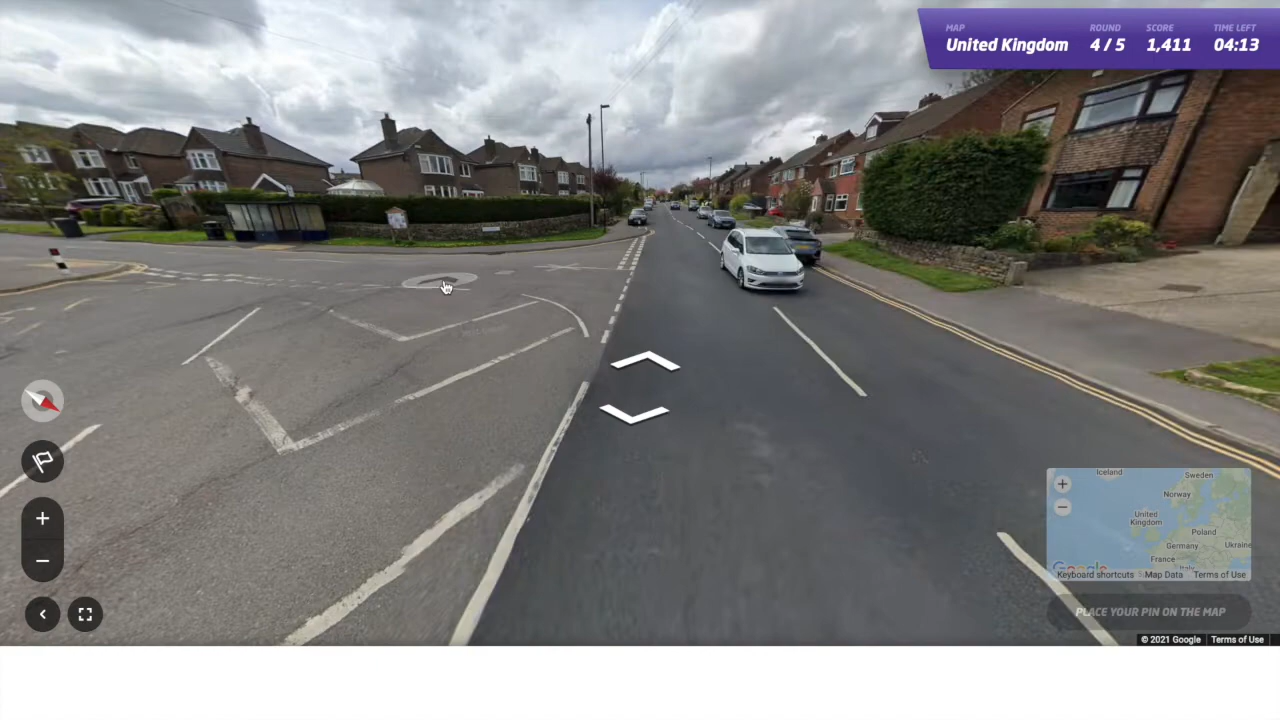 MAP
United Kingdom
ROUND
4 / 5
SCORE
1,411
TIME LEFT
04:13
Iceland
Sweden
Norway
United
Kingdom
Poland
Germany
Ukraine
France
Google
Keyboard shortcuts
Map Data
Terms of Use
PLACE YOUR PIN ON THE MAP
© 2021 Google
Terms of Use